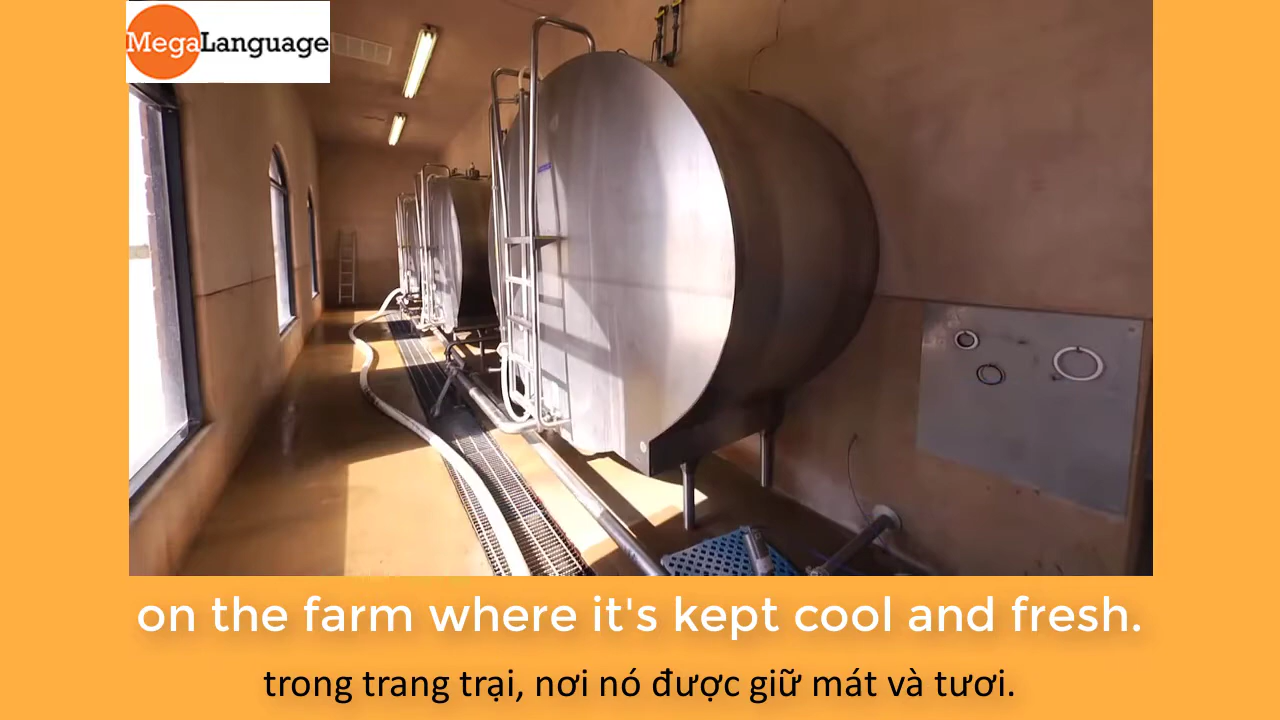 MegaLanguage
on the farm where it's kept cool and fresh.
trong trang trại, nơi nó được giữ mát và tươi.